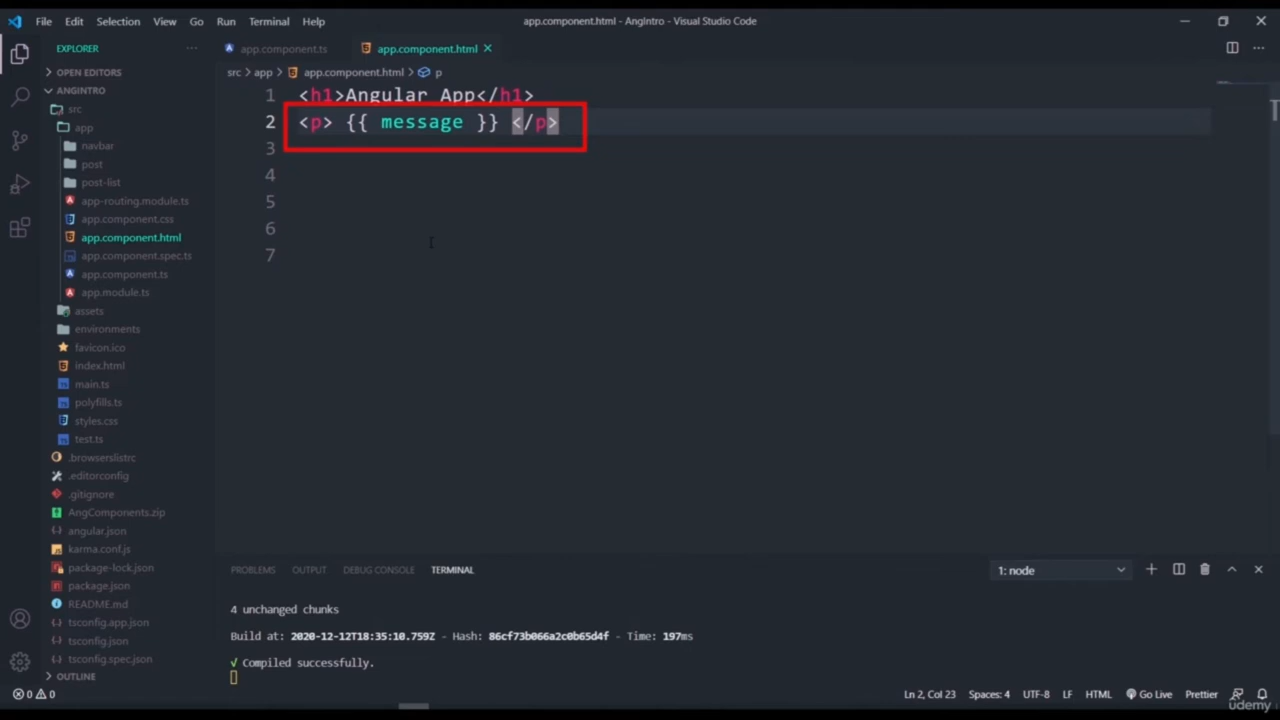 File Edit Selection View Go Run Terminal Help
app.component.html - AngIntro - Visual Studio Code
EXPLORER
OPEN EDITORS
ANGINTRO
src
app
navbar
post
post-list
app-routing.module.ts
app.component.css
app.component.html
app.component.spec.ts
app.component.ts
app.module.ts
assets
environments
favicon.ico
index.html
main.ts
polyfills.ts
styles.css
test.ts
.browserslistrc
.editorconfig
.gitignore
AngComponents.zip
angular.json
karma.conf.js
package-lock.json
package.json
README.md
tsconfig.app.json
tsconfig.json
tsconfig.spec.json
OUTLINE
app.component.ts app.component.html
src > app > app.component.html > p
1 <h1>Angular App</h1>
2 <p> {{ message }} </p>
3
4
5
6
7
PROBLEMS OUTPUT DEBUG CONSOLE TERMINAL
1: node
4 unchanged chunks
Build at: 2020-12-12T18:35:10.759Z - Hash: 86cf73b066a2c0b65d4f - Time: 197ms
√ Compiled successfully.
0 0
Ln 2, Col 23 Spaces: 4 UTF-8 LF HTML Go Live Prettier
udemy